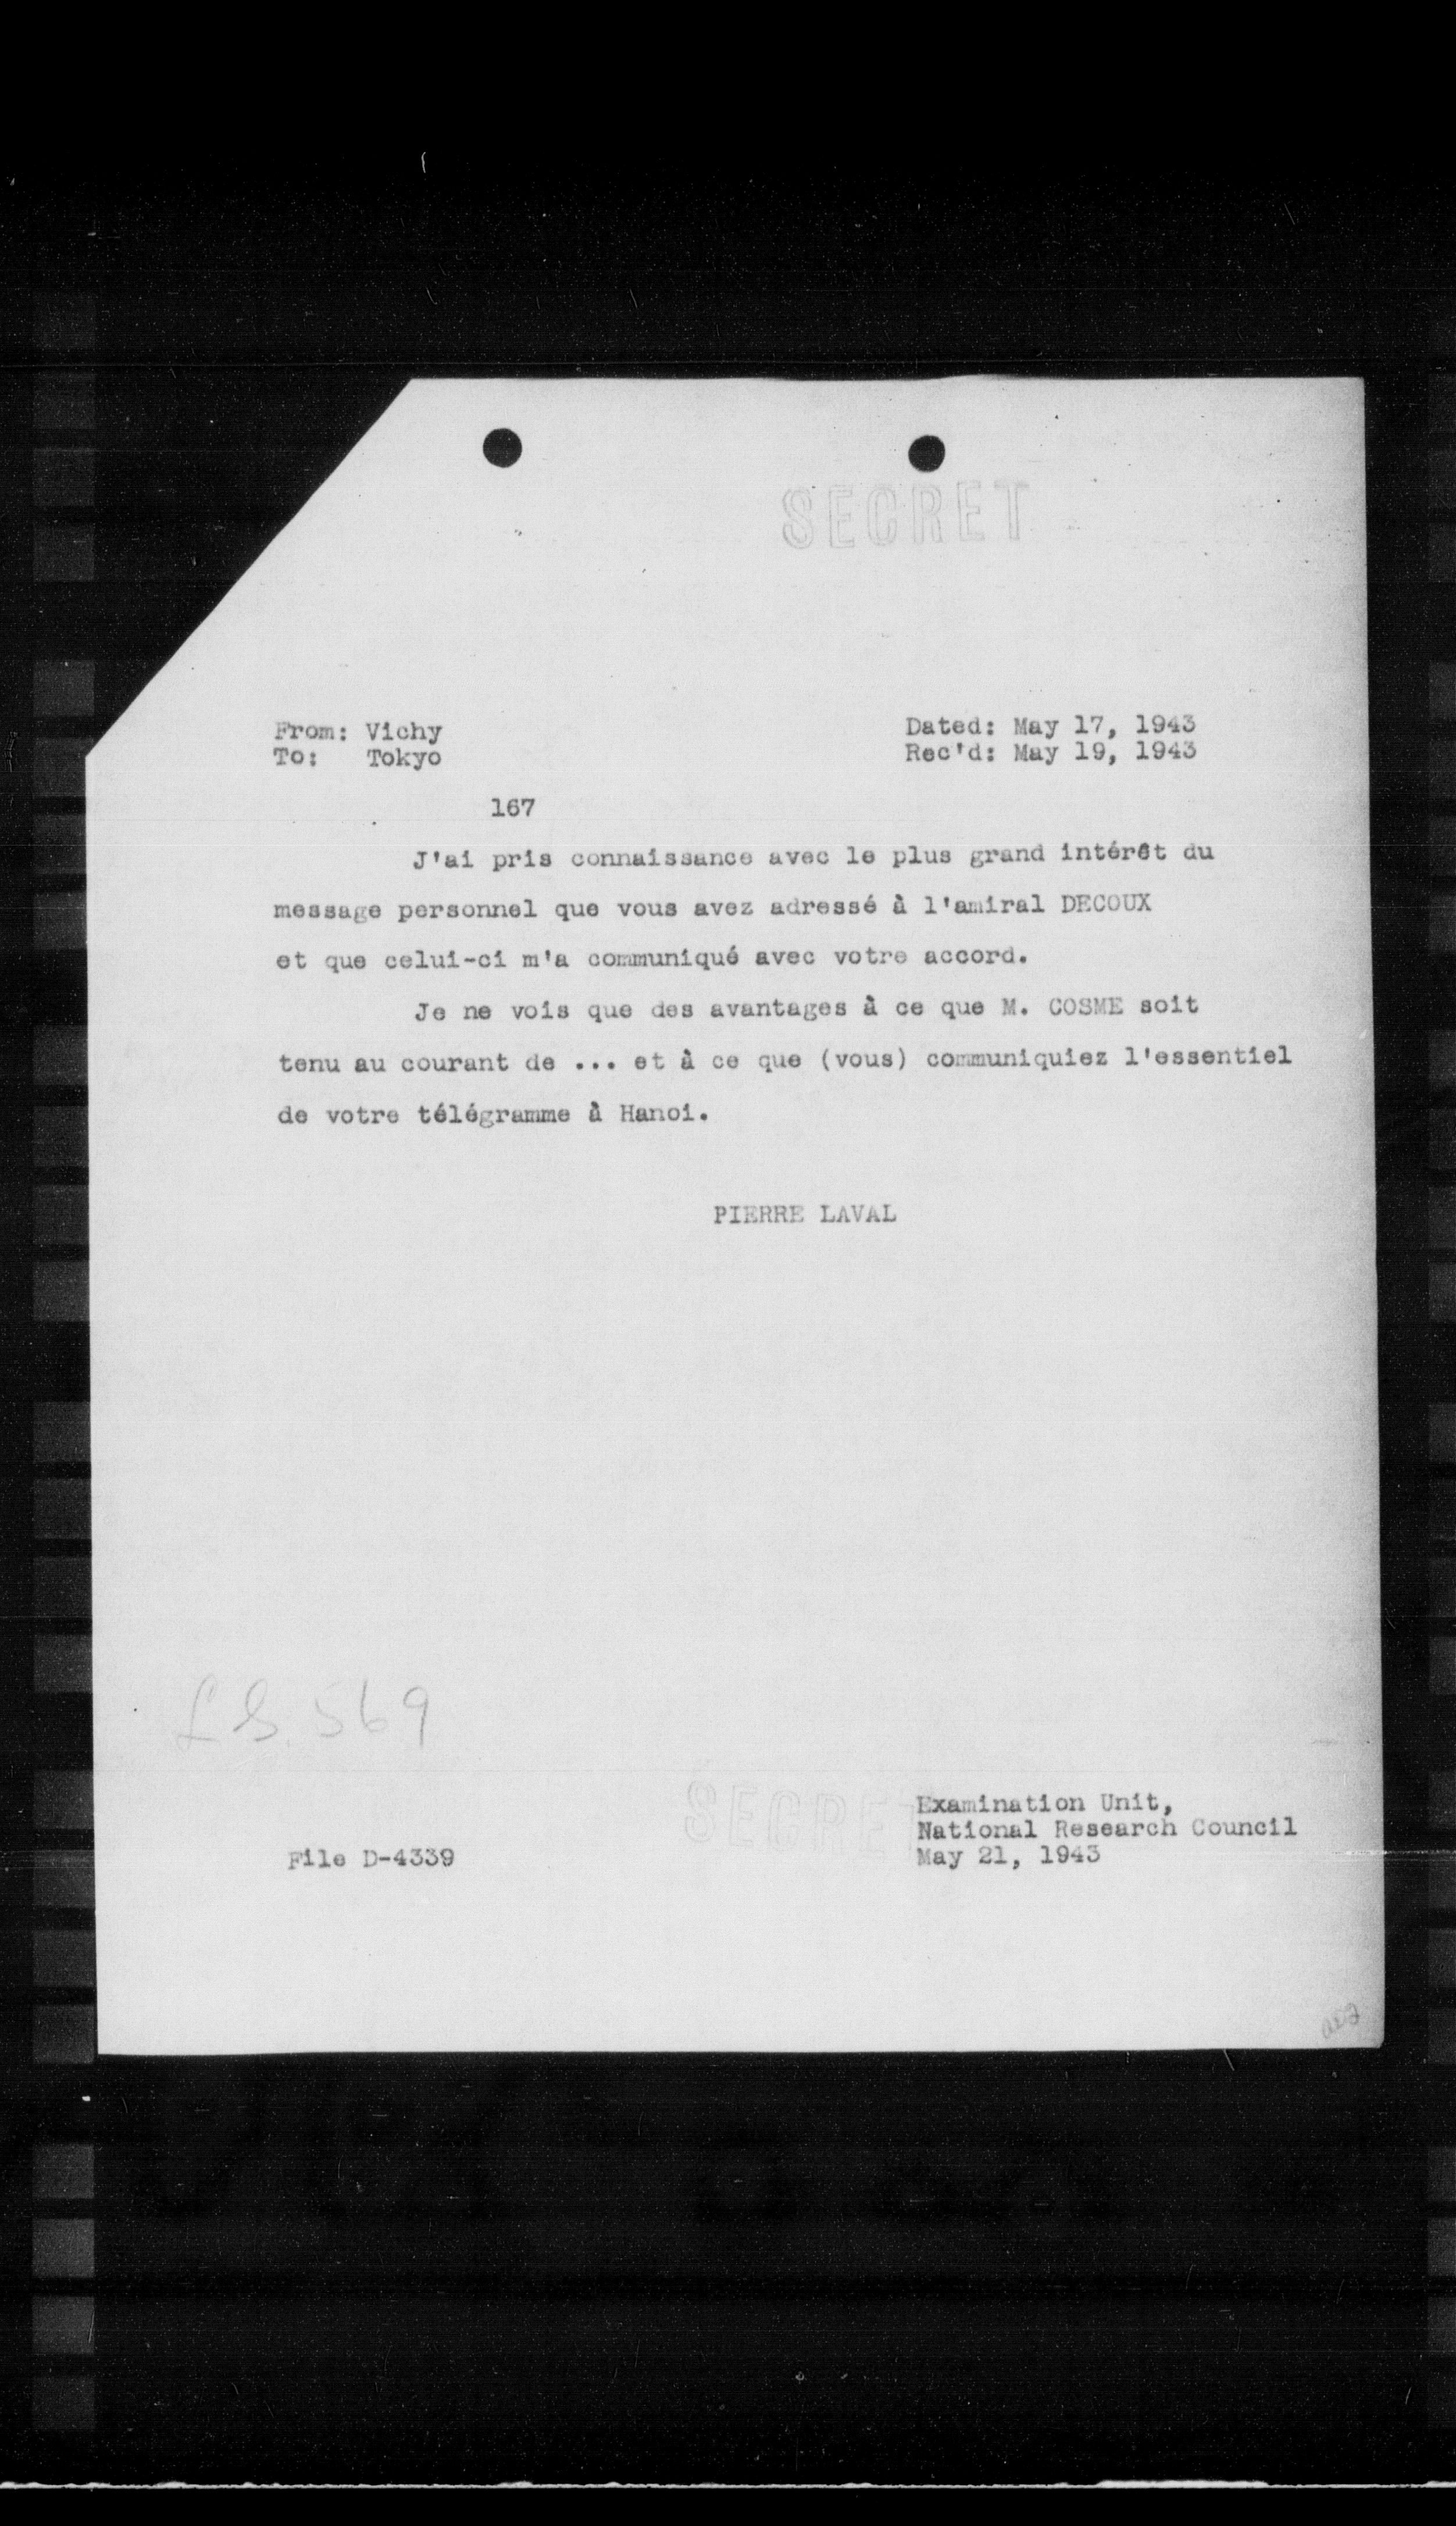 SECRET
From: Vichy
To: Tokyo
Dated: May 17, 1943
Rec'd: May 19, 1943
167
J'ai pris connaissance avec le plus grand intérêt du
message personnel que vous avez adressé à l'amiral DECOUX
et que celui-ci m'a communiqué avec votre accord.
Je ne vois que des avantages à ce que M. COSME soit
tenu au courant de ... et à ce que (vous) communiquiez l'essentiel
de votre télégramme à Hanoi.
PIERRE LAVAL
LS. 569
SECRET
Examination Unit,
National Research Council
May 21, 1943
File D-4339